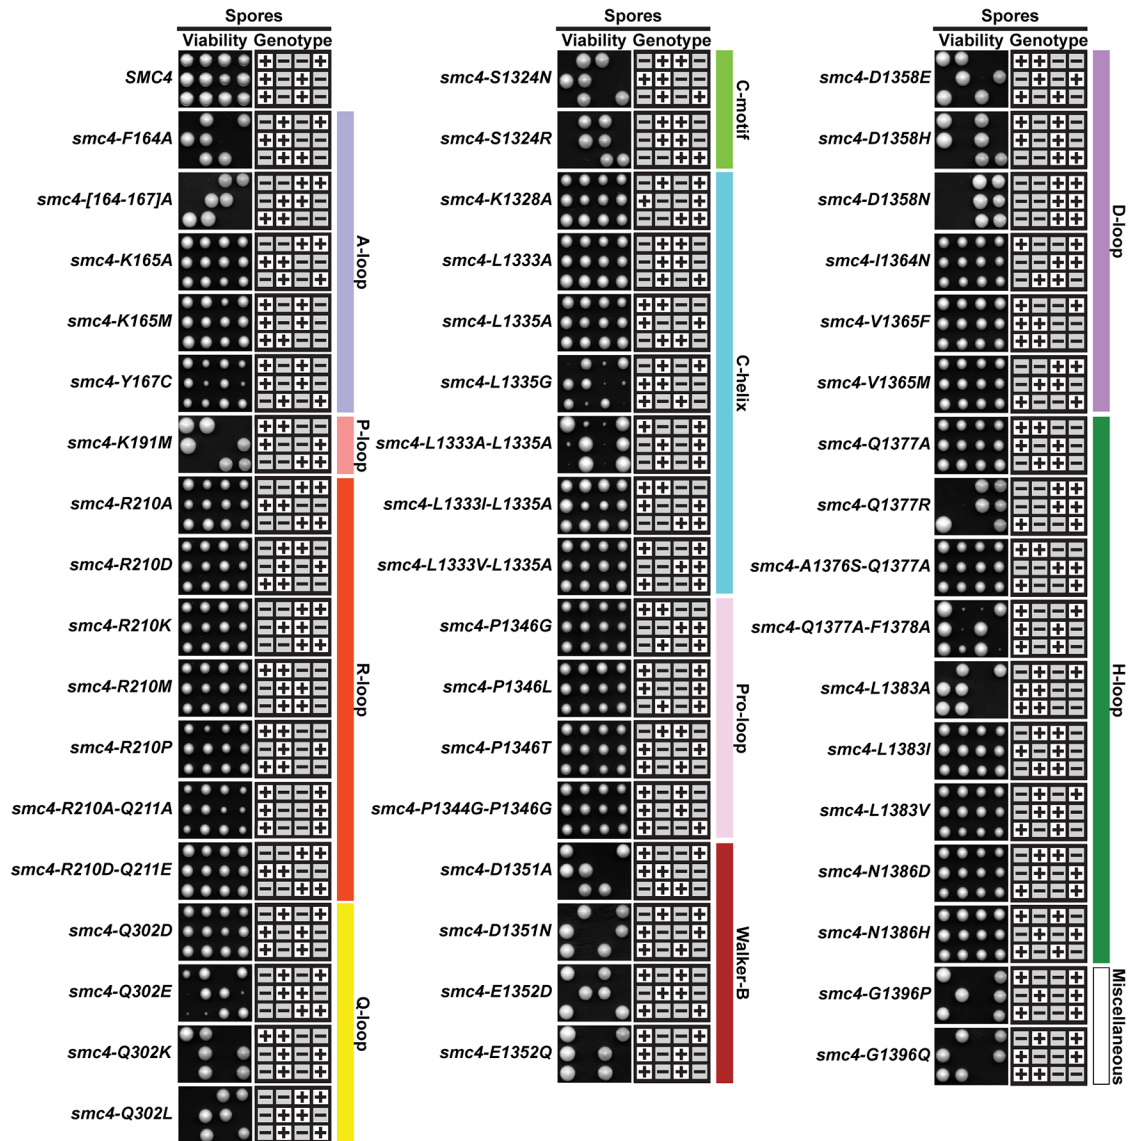 Spores
Viability Genotype
SMC4
smc4-F164A
smc4-[164-167]A
smc4-K165A
smc4-K165M
smc4-Y167C
smc4-K191M
smc4-R210A
smc4-R210D
smc4-R210K
smc4-R210M
smc4-R210P
smc4-R210A-Q211A
smc4-R210D-Q211E
smc4-Q302D
smc4-Q302E
smc4-Q302K
smc4-Q302L
A-loop
P-loop
R-loop
Q-loop
Spores
Viability Genotype
smc4-S1324N
smc4-S1324R
smc4-K1328A
smc4-L1333A
smc4-L1335A
smc4-L1335G
smc4-L1333A-L1335A
smc4-L1333I-L1335A
smc4-L1333V-L1335A
smc4-P1346G
smc4-P1346L
smc4-P1346T
smc4-P1344G-P1346G
smc4-D1351A
smc4-D1351N
smc4-E1352D
smc4-E1352Q
C-motif
C-helix
Pro-loop
Walker-B
Spores
Viability Genotype
smc4-D1358E
smc4-D1358H
smc4-D1358N
smc4-I1364N
smc4-V1365F
smc4-V1365M
smc4-Q1377A
smc4-Q1377R
smc4-A1376S-Q1377A
smc4-Q1377A-F1378A
smc4-L1383A
smc4-L1383I
smc4-L1383V
smc4-N1386D
smc4-N1386H
smc4-G1396P
smc4-G1396Q
D-loop
H-loop
Miscellaneous